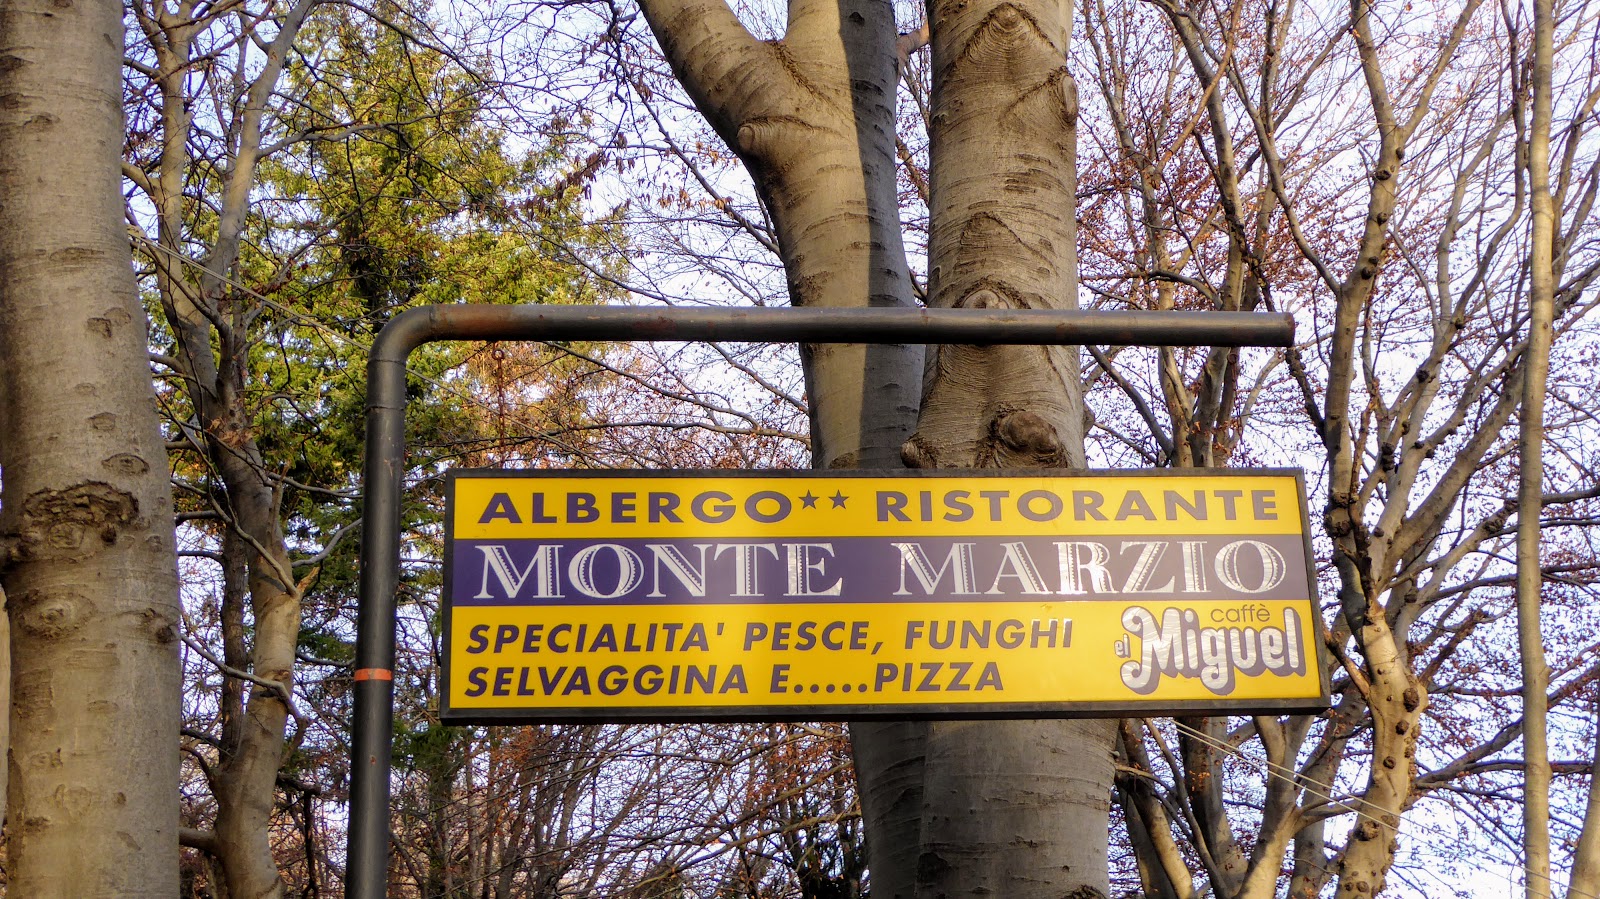 ALBERGO★★ RISTORANTE
MONTE MARZIO
SPECIALITA' PESCE, FUNGHI
SELVAGGINA E.....PIZZA
caffè
el Miguel